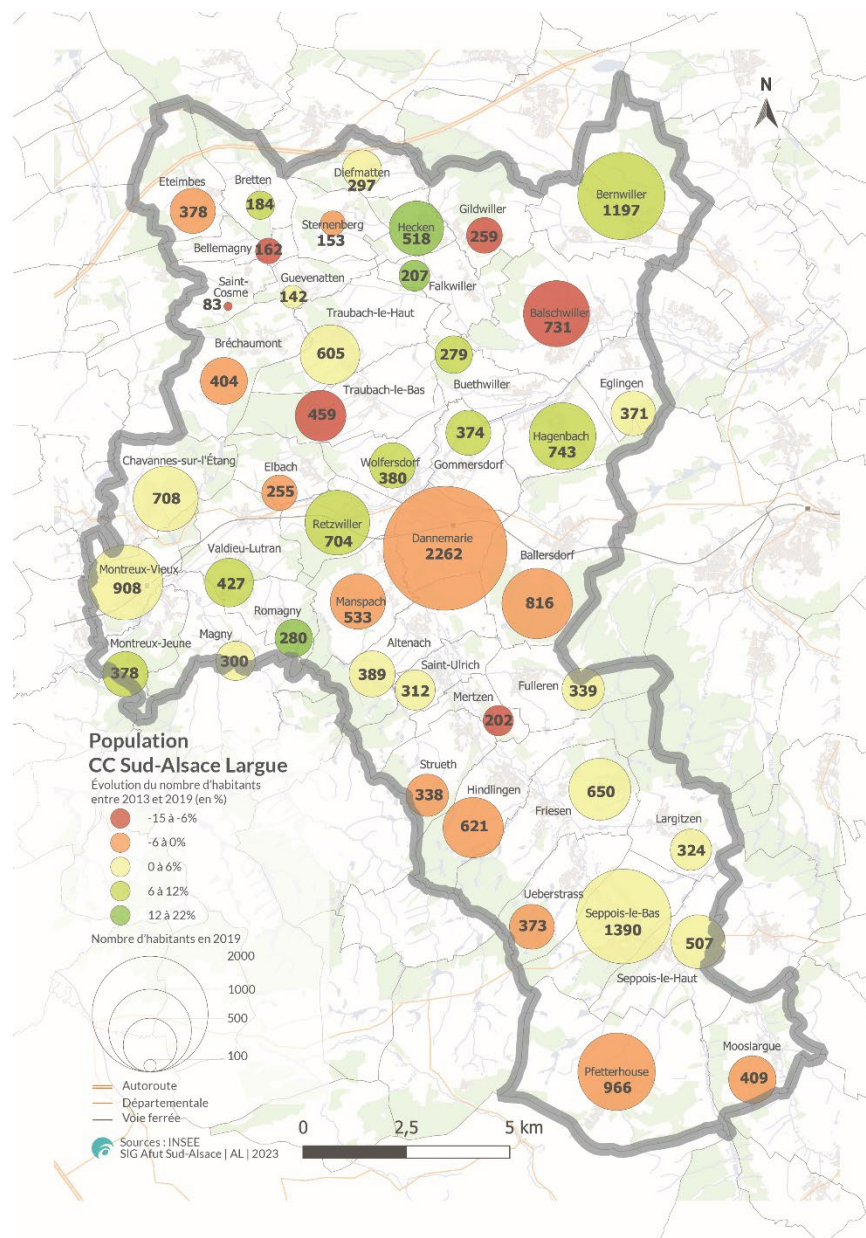 N
Diefmatten
297
Eteimbes
378
Bretten
184
Bernwiller
1197
Sternenberg
153
Hecken
518
Gildwiller
259
Bellemagny
162
Saint-
Cosme
83
Guevenatten
142
207
Falkwiller
Traubach-le-Haut
605
Balschwiller
731
Bréchaumont
404
279
Buethwiller
Traubach-le-Bas
459
Eglingen
371
374
Gommersdorf
Hagenbach
743
Chavannes-sur-l'Étang
708
Elbach
255
Wolfersdorf
380
Retzwiller
704
Dannemarie
2262
Ballersdorf
816
Montreux-Vieux
908
Valdieu-Lutran
427
Manspach
533
Romagny
280
Montreux-Jeune
378
Magny
300
Altenach
389
Saint-Ulrich
312
Mertzen
202
Fulleren
339
Strueth
338
Hindlingen
621
650
Friesen
Largitzen
324
Ueberstrass
373
Seppois-le-Bas
1390
507
Seppois-le-Haut
Pfetterhouse
966
Mooslargue
409
Population
CC Sud-Alsace Largue
Évolution du nombre d'habitants
entre 2013 et 2019 (en %)
-15 à -6%
-6 à 0%
0 à 6%
6 à 12%
12 à 22%
Nombre d'habitants en 2019
2000
1000
500
100
Autoroute
Départementale
Voie ferrée
Sources : INSEE
SIG Afut Sud-Alsace | AL | 2023
0 2,5 5 km